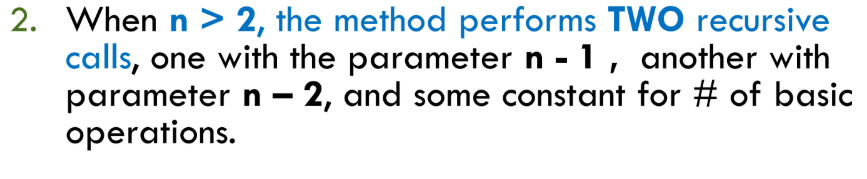 2. When n > 2, the method performs TWO recursive
calls, one with the parameter n - 1 , another with
parameter n – 2, and some constant for # of basic
operations.